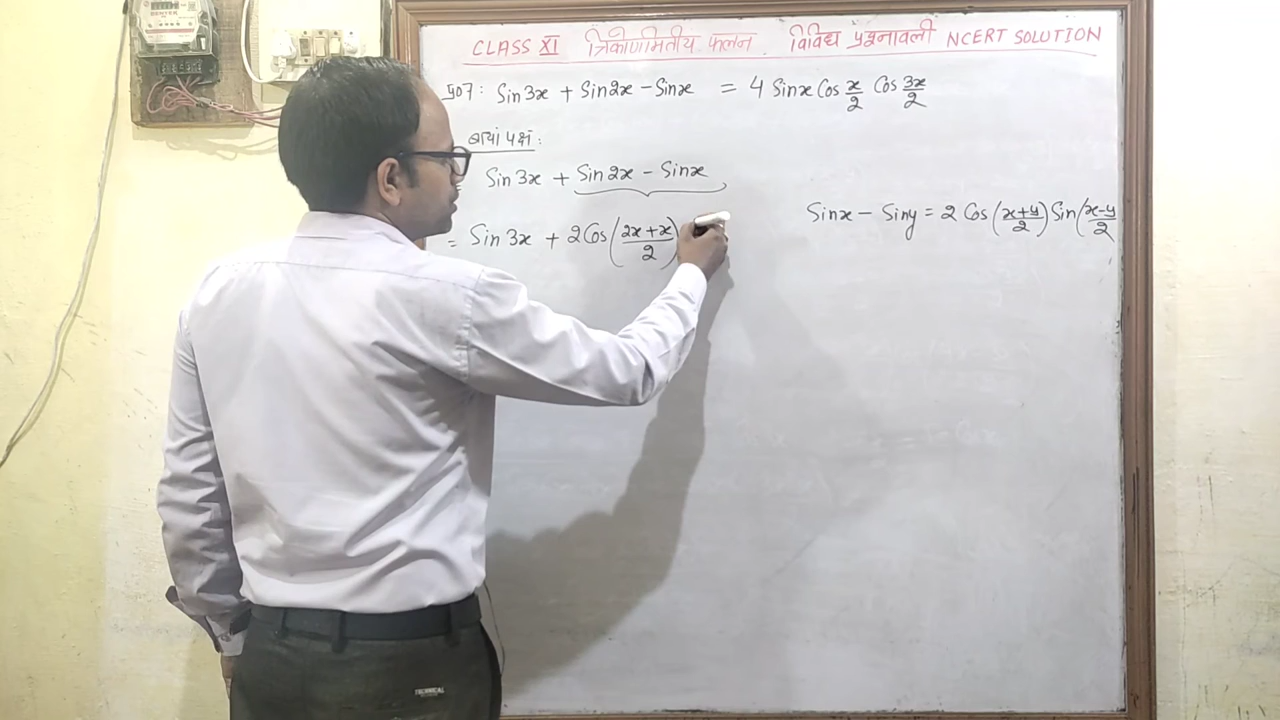 CLASS XI त्रिकोणमितीय फलन विविध प्रश्नावली NCERT SOLUTION
प्र07: Sin3x + Sin2x - Sinx = 4 Sinx Cos x/2 Cos 3x/2
बायां पक्ष:
Sin3x + Sin2x - Sinx
= Sin3x + 2Cos(2x+x/2)
Sinx - Siny = 2 Cos(x+y/2) Sin(x-y/2
TECHNICAL